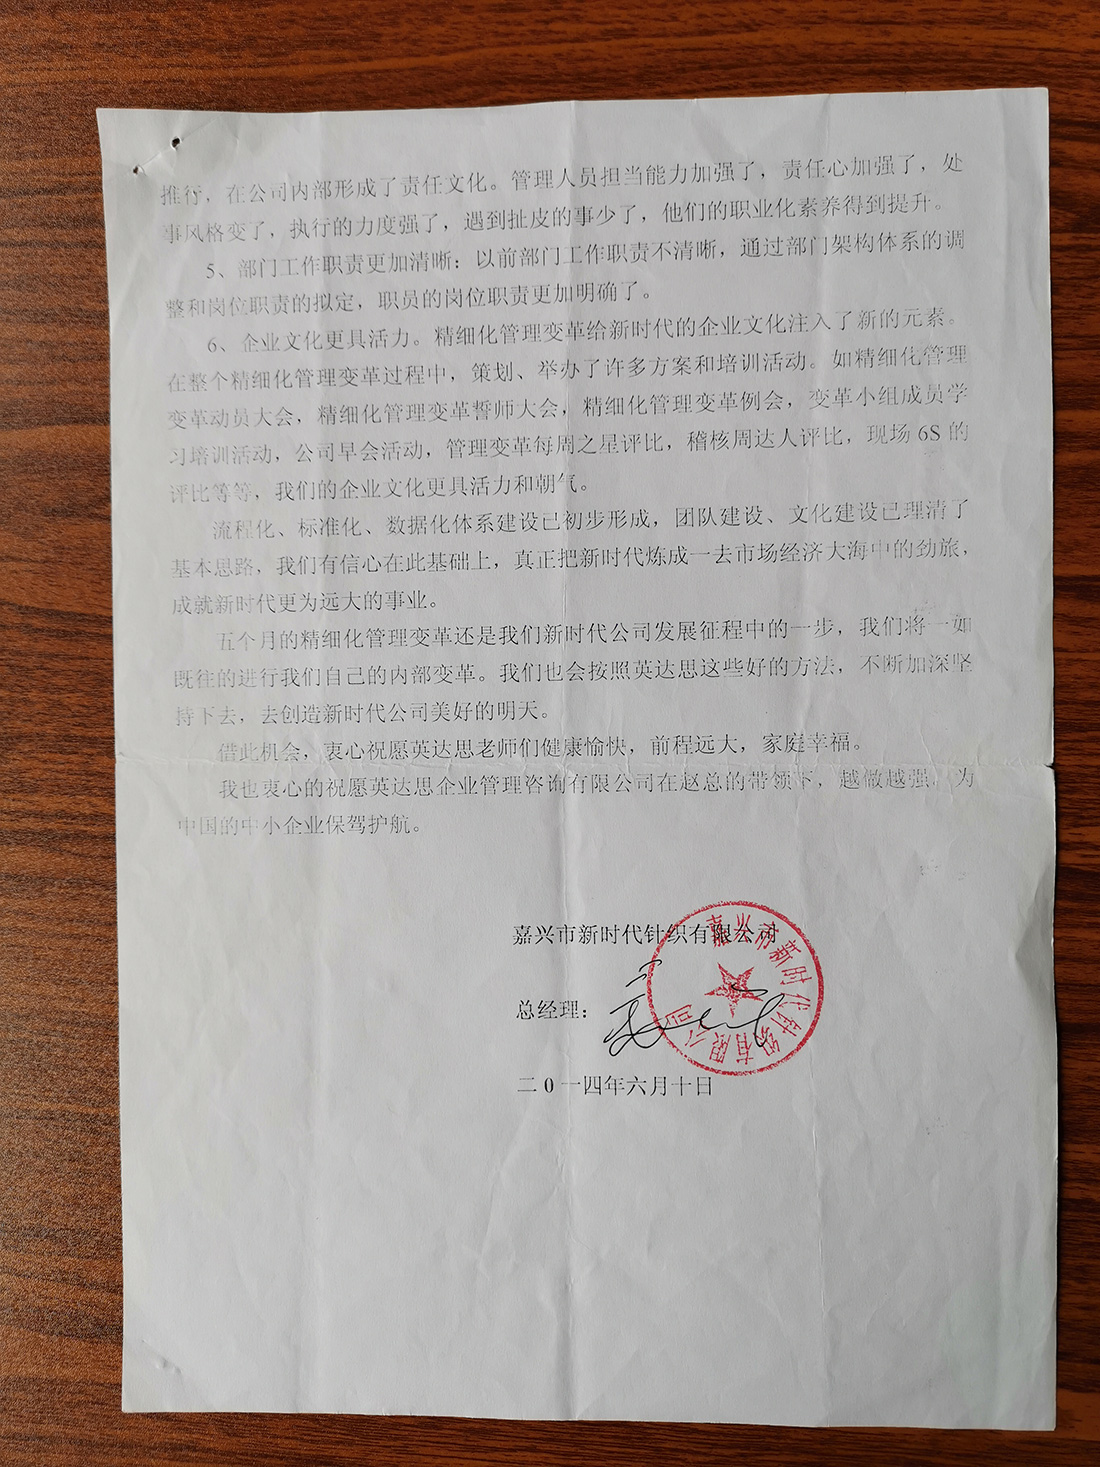 推行，在公司内部形成了责任文化。管理人员担当能力加强了，责任心加强了，处
事风格变了，执行的力度强了，遇到扯皮的事少了，他们的职业化素养得到提升。
5、部门工作职责更加清晰：以前部门工作职责不清晰，通过部门架构体系的调
整和岗位职责的拟定，职员的岗位职责更加明确了。
6、企业文化更具活力。精细化管理变革给新时代的企业文化注入了新的元素。
在整个精细化管理变革过程中，策划、举办了许多方案和培训活动。如精细化管理
变革动员大会，精细化管理变革誓师大会，精细化管理变革例会，变革小组成员学
习培训活动，公司早会活动，管理变革每周之星评比，稽核周达人评比，现场 6S 的
评比等等，我们的企业文化更具活力和朝气。
流程化、标准化、数据化体系建设已初步形成，团队建设、文化建设已理清了
基本思路，我们有信心在此基础上，真正把新时代炼成一去市场经济大海中的劲旅，
成就新时代更为远大的事业。
五个月的精细化管理变革还是我们新时代公司发展征程中的一步，我们将一如
既往的进行我们自己的内部变革。我们也会按照英达思这些好的方法，不断加深坚
持下去，去创造新时代公司美好的明天。
借此机会，衷心祝愿英达思老师们健康愉快，前程远大，家庭幸福。
我也衷心的祝愿英达思企业管理咨询有限公司在赵总的带领下，越做越强，为
中国的中小企业保驾护航。
嘉兴市新时代针织有限公司
嘉兴市新时代针织有限公司
总经理：
二 0 一四年六月十日